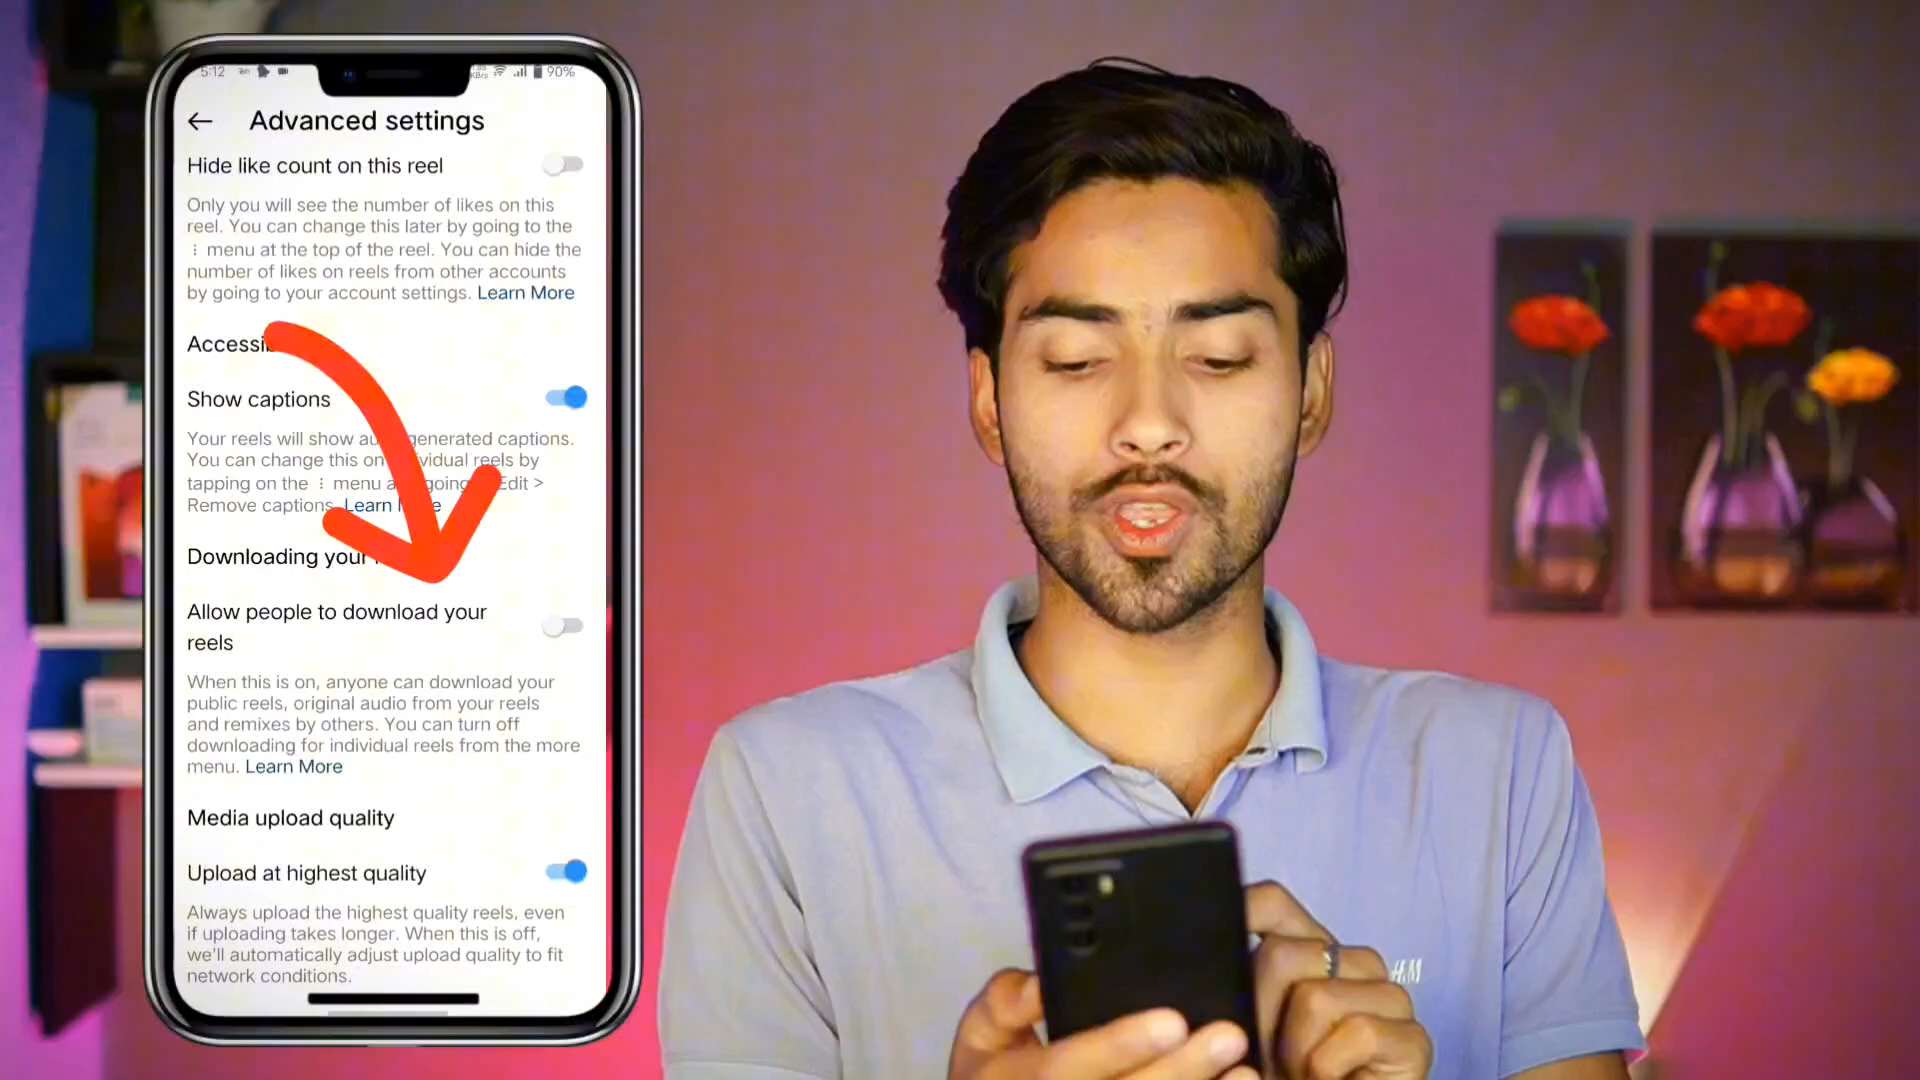 5:12
KB/s
90%
Advanced settings
Hide like count on this reel
Only you will see the number of likes on this
reel. You can change this later by going to the
⋮ menu at the top of the reel. You can hide the
number of likes on reels from other accounts
by going to your account settings. Learn More
Show captions
Your reels will show generated captions.
You can change this on reels by
tapping on the ⋮ menu going Edit >
Remove captions. Learn
Downloading your
Allow people to download your
reels
When this is on, anyone can download your
public reels, original audio from your reels
and remixes by others. You can turn off
downloading for individual reels from the more
menu. Learn More
Media upload quality
Upload at highest quality
Always upload the highest quality reels, even
if uploading takes longer. When this is off,
we'll automatically adjust upload quality to fit
network conditions.
H&M